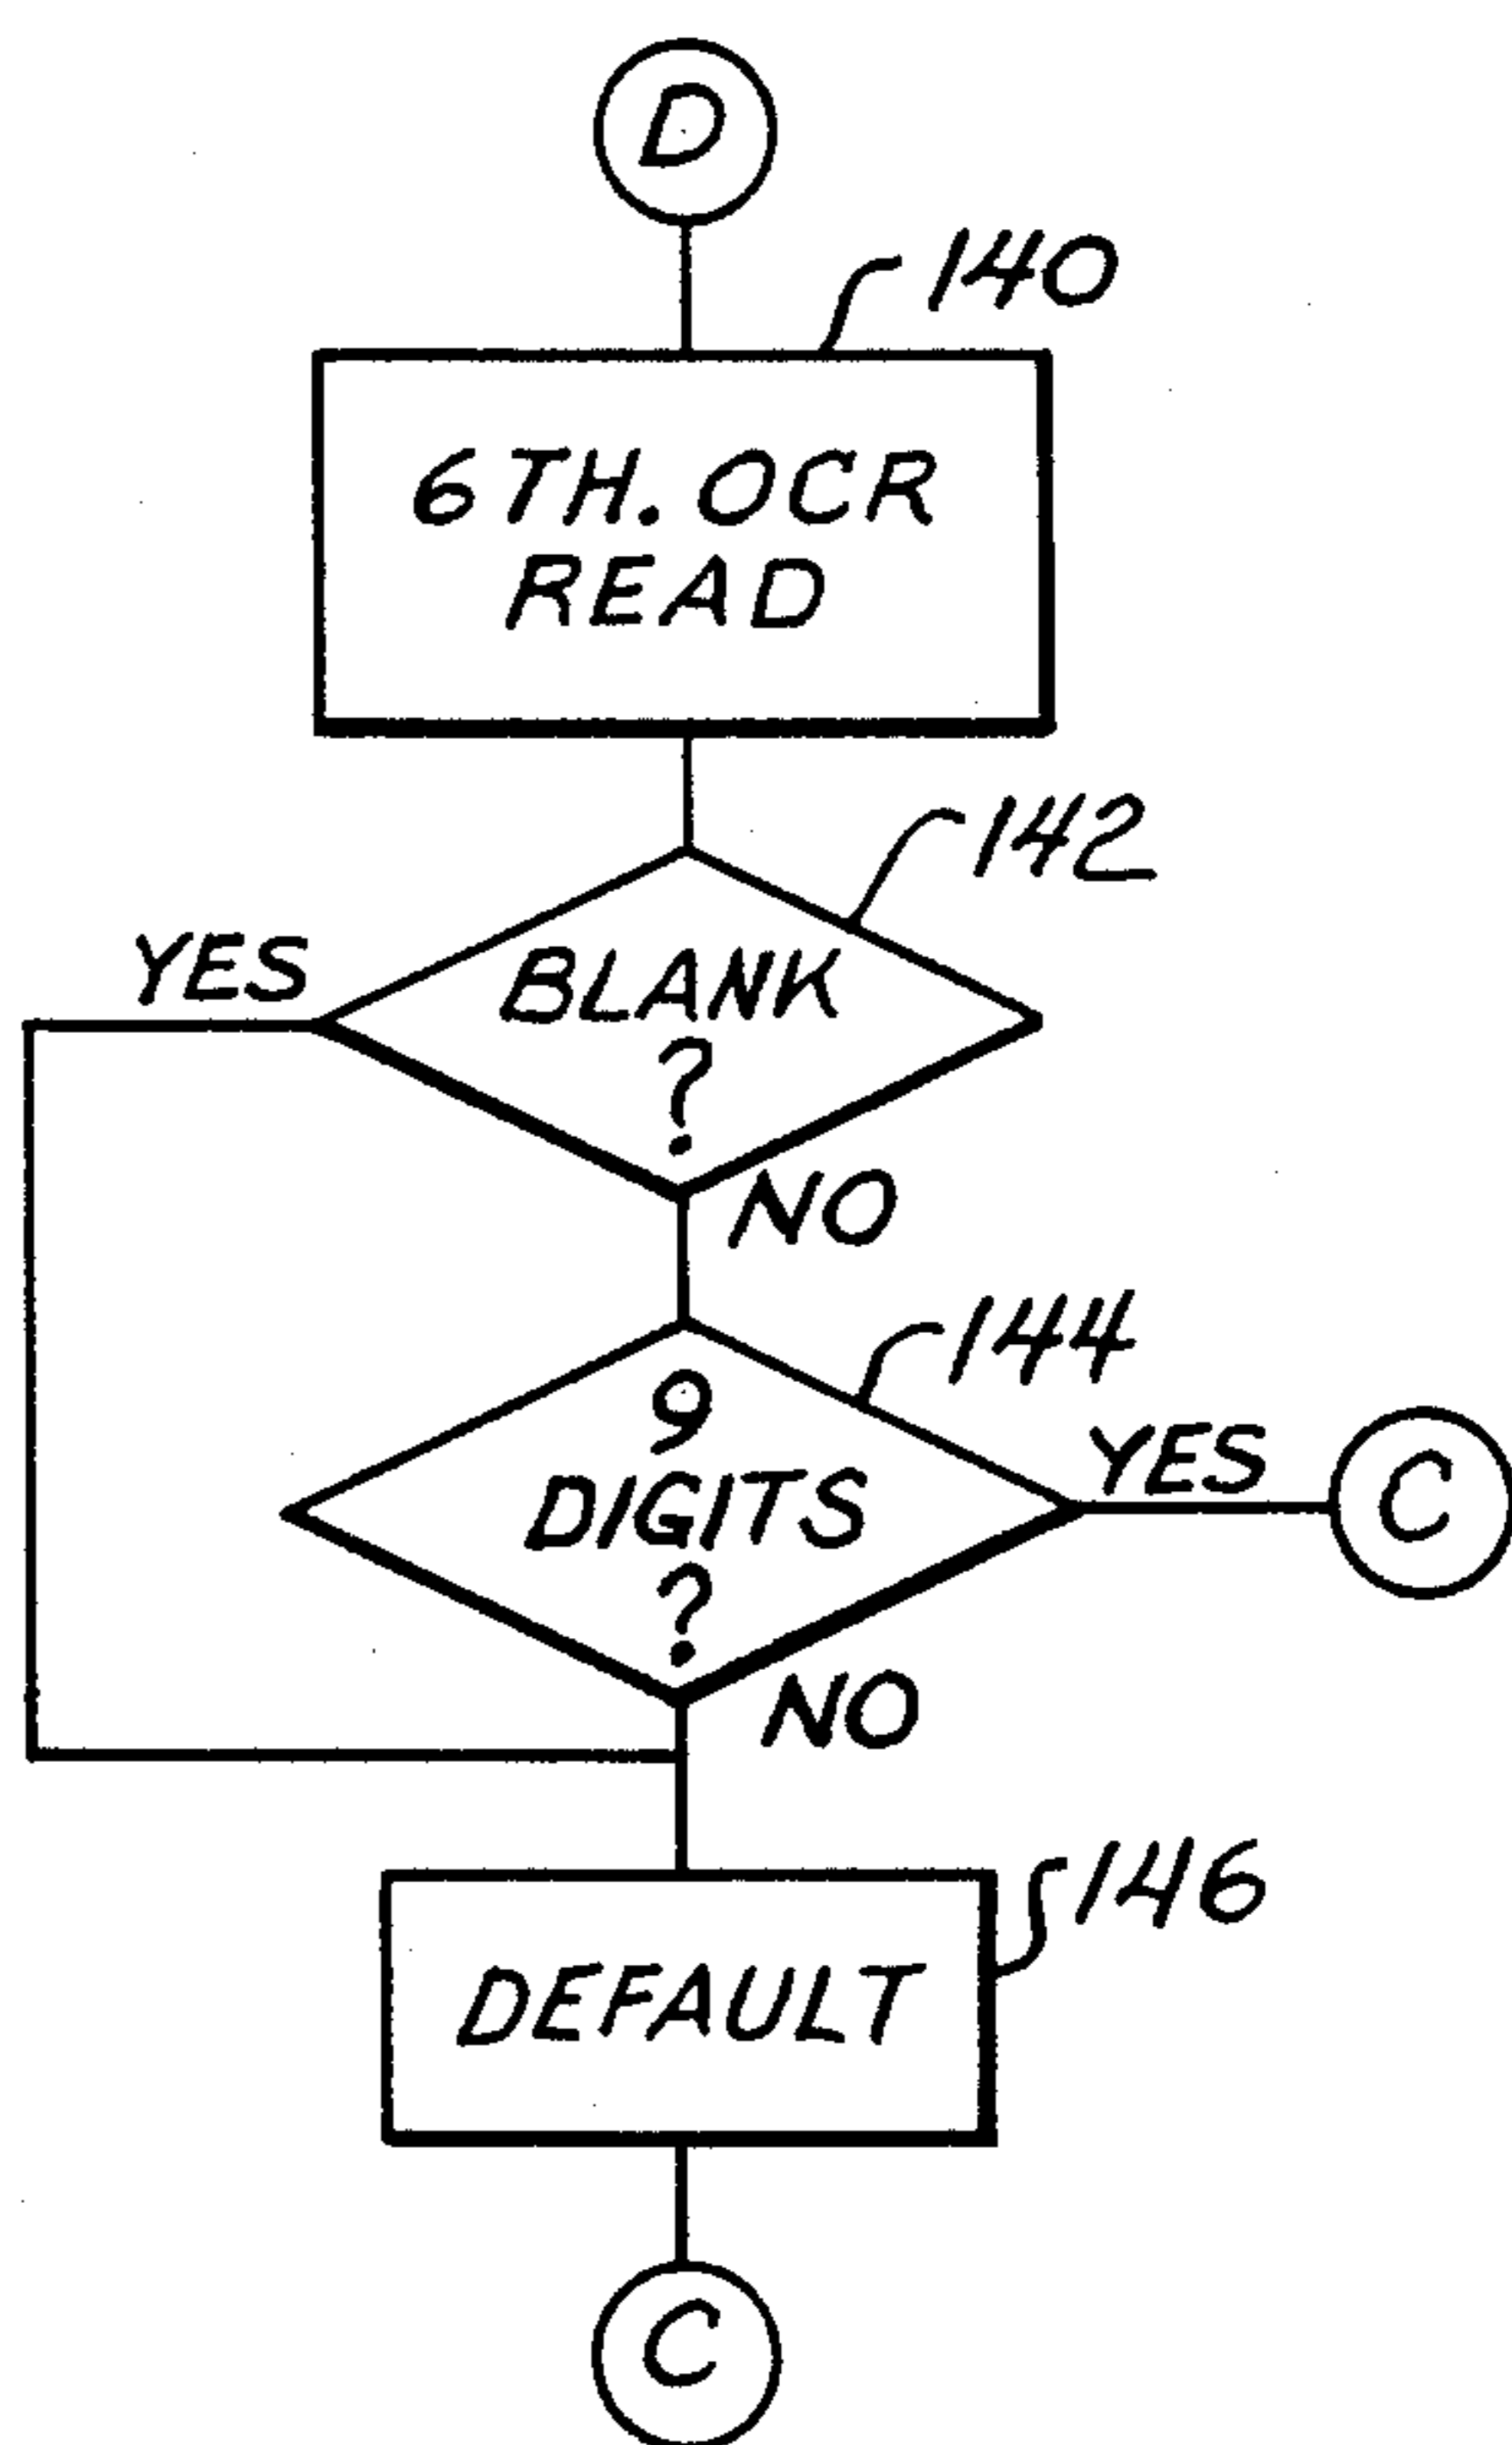 D
140
6TH. OCR
READ
142
YES
BLANK
?
NO
144
9
DIGITS
?
YES
C
NO
146
DEFAULT
C